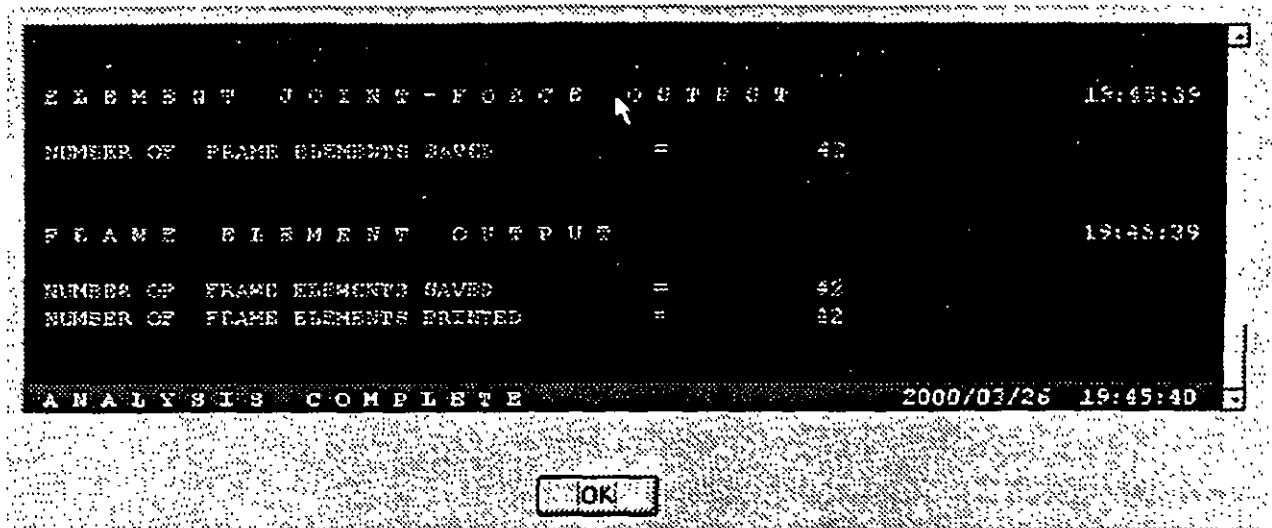 E L E M E N T   J O I N T - F O R C E   O U T P U T   19:45:39
NUMBER OF FRAME ELEMENTS SAVED = 42
F R A M E   E L E M E N T   O U T P U T   19:45:39
NUMBER OF FRAME ELEMENTS SAVED = 42
NUMBER OF FRAME ELEMENTS PRINTED = 42
A N A L Y S I S   C O M P L E T E   2000/03/26 19:45:40
OK